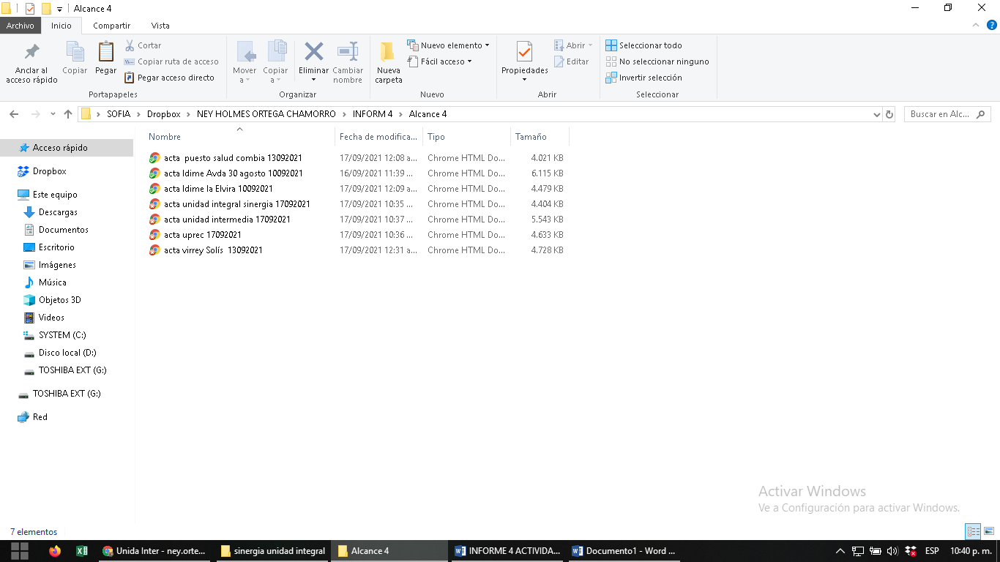 Alcance 4
Archivo Inicio Compartir Vista
Anclar al acceso rápido
Copiar
Pegar
Cortar
Copiar ruta de acceso
Pegar acceso directo
Portapapeles
Mover a
Copiar a
Eliminar
Cambiar nombre
Organizar
Nueva carpeta
Nuevo elemento
Fácil acceso
Nuevo
Propiedades
Abrir
Editar
Abrir
Seleccionar todo
No seleccionar ninguno
Invertir selección
Seleccionar
SOFIA > Dropbox > NEY HOLMES ORTEGA CHAMORRO > INFORM 4 > Alcance 4
Buscar en Alc...
Acceso rápido
Dropbox
Este equipo
Descargas
Documentos
Escritorio
Imágenes
Música
Objetos 3D
Videos
SYSTEM (C:)
Disco local (D:)
TOSHIBA EXT (G:)
TOSHIBA EXT (G:)
Red
Nombre Fecha de modifica... Tipo Tamaño
acta  puesto salud combia 13092021 17/09/2021 12:08 a... Chrome HTML Do... 4.021 KB
acta Idime Avda 30 agosto 10092021 16/09/2021 11:39 ... Chrome HTML Do... 6.115 KB
acta Idime la Elvira 10092021 17/09/2021 12:09 a... Chrome HTML Do... 4.479 KB
acta unidad integral sinergia 17092021 17/09/2021 10:35 ... Chrome HTML Do... 4.404 KB
acta unidad intermedia 17092021 17/09/2021 10:37 ... Chrome HTML Do... 5.543 KB
acta uprec 17092021 17/09/2021 10:36 ... Chrome HTML Do... 4.633 KB
acta virrey Solís  13092021 17/09/2021 12:31 a... Chrome HTML Do... 4.728 KB
Activar Windows
Ve a Configuración para activar Windows.
7 elementos
Unida Inter - ney.orte...
sinergia unidad integral
Alcance 4
INFORME 4 ACTIVIDA...
Documento1 - Word ...
ESP
10:40 p. m.